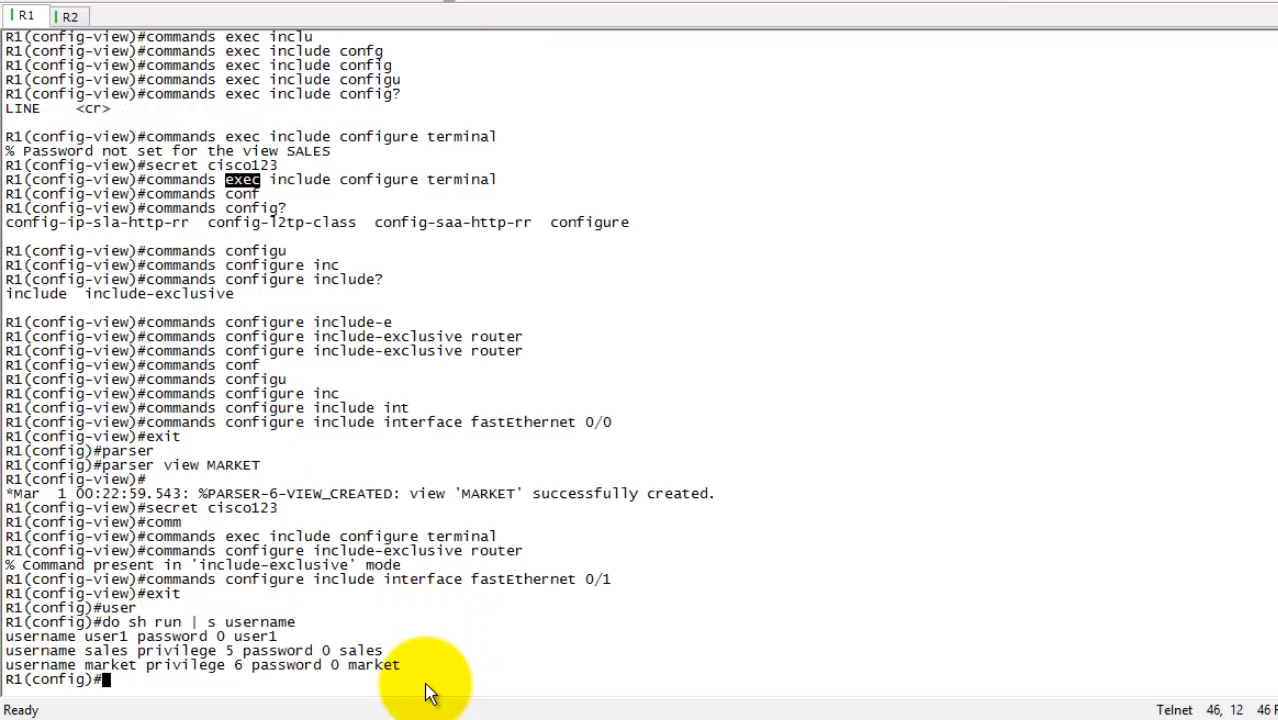 R1
R2
R1(config-view)#commands exec inclu
R1(config-view)#commands exec include confg
R1(config-view)#commands exec include config
R1(config-view)#commands exec include configu
R1(config-view)#commands exec include config?
LINE    <cr>
R1(config-view)#commands exec include configure terminal
% Password not set for the view SALES
R1(config-view)#secret cisco123
R1(config-view)#commands exec include configure terminal
R1(config-view)#commands conf
R1(config-view)#commands config?
config-ip-sla-http-rr  config-l2tp-class  config-saa-http-rr  configure
R1(config-view)#commands configu
R1(config-view)#commands configure inc
R1(config-view)#commands configure include?
include  include-exclusive
R1(config-view)#commands configure include-e
R1(config-view)#commands configure include-exclusive router
R1(config-view)#commands configure include-exclusive router
R1(config-view)#commands conf
R1(config-view)#commands configu
R1(config-view)#commands configure inc
R1(config-view)#commands configure include int
R1(config-view)#commands configure include interface fastEthernet 0/0
R1(config-view)#exit
R1(config)#parser
R1(config)#parser view MARKET
R1(config-view)#
*Mar  1 00:22:59.543: %PARSER-6-VIEW_CREATED: view 'MARKET' successfully created.
R1(config-view)#secret cisco123
R1(config-view)#comm
R1(config-view)#commands exec include configure terminal
R1(config-view)#commands configure include-exclusive router
% Command present in 'include-exclusive' mode
R1(config-view)#commands configure include interface fastEthernet 0/1
R1(config-view)#exit
R1(config)#user
R1(config)#do sh run | s username
username user1 password 0 user1
username sales privilege 5 password 0 sales
username market privilege 6 password 0 market
R1(config)#
Ready
Telnet
46, 12
46 F